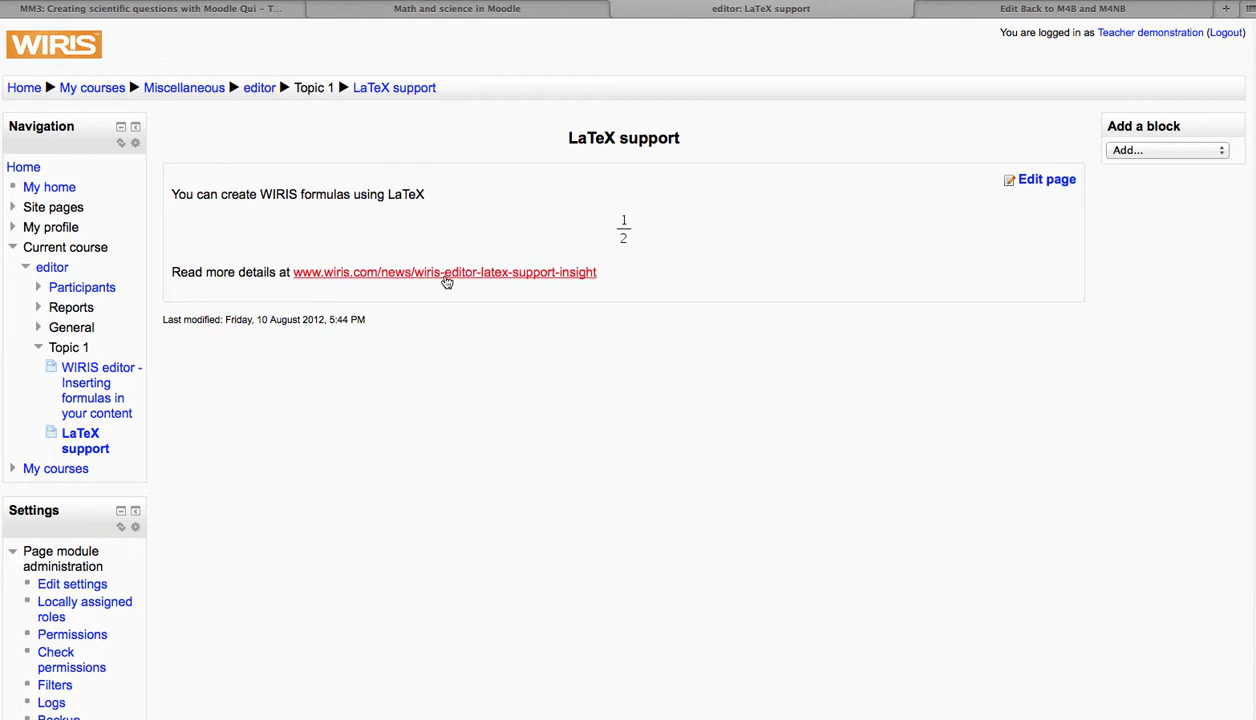 MM3: Creating scientific questions with Moodle Qui – T...
Math and science in Moodle
editor: LaTeX support
Edit Back to M4B and M4NB
WIRIS
You are logged in as Teacher demonstration (Logout)
Home ▶ My courses ▶ Miscellaneous ▶ editor ▶ Topic 1 ▶ LaTeX support
Navigation
Home
My home
Site pages
My profile
Current course
editor
Participants
Reports
General
Topic 1
WIRIS editor -
Inserting
formulas in
your content
LaTeX
support
My courses
Settings
Page module
administration
Edit settings
Locally assigned
roles
Permissions
Check
permissions
Filters
Logs
Backup
LaTeX support
Edit page
You can create WIRIS formulas using LaTeX
1
2
Read more details at www.wiris.com/news/wiris-editor-latex-support-insight
Last modified: Friday, 10 August 2012, 5:44 PM
Add a block
Add...